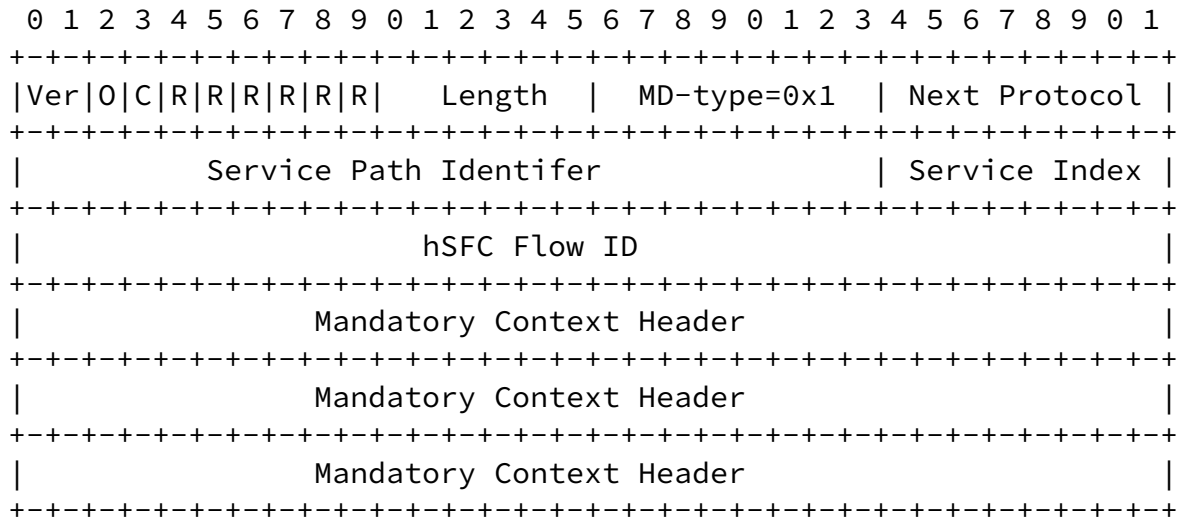 0 1 2 3 4 5 6 7 8 9 0 1 2 3 4 5 6 7 8 9 0 1 2 3 4 5 6 7 8 9 0 1
+-+-+-+-+-+-+-+-+-+-+-+-+-+-+-+-+-+-+-+-+-+-+-+-+-+-+-+-+-+-+-+-+
|Ver|O|C|R|R|R|R|R|R|   Length  |  MD-type=0x1  | Next Protocol |
+-+-+-+-+-+-+-+-+-+-+-+-+-+-+-+-+-+-+-+-+-+-+-+-+-+-+-+-+-+-+-+-+
|          Service Path Identifer               | Service Index |
+-+-+-+-+-+-+-+-+-+-+-+-+-+-+-+-+-+-+-+-+-+-+-+-+-+-+-+-+-+-+-+-+
|                      hSFC Flow ID                             |
+-+-+-+-+-+-+-+-+-+-+-+-+-+-+-+-+-+-+-+-+-+-+-+-+-+-+-+-+-+-+-+-+
|                Mandatory Context Header                       |
+-+-+-+-+-+-+-+-+-+-+-+-+-+-+-+-+-+-+-+-+-+-+-+-+-+-+-+-+-+-+-+-+
|                Mandatory Context Header                       |
+-+-+-+-+-+-+-+-+-+-+-+-+-+-+-+-+-+-+-+-+-+-+-+-+-+-+-+-+-+-+-+-+
|                Mandatory Context Header                       |
+-+-+-+-+-+-+-+-+-+-+-+-+-+-+-+-+-+-+-+-+-+-+-+-+-+-+-+-+-+-+-+-+